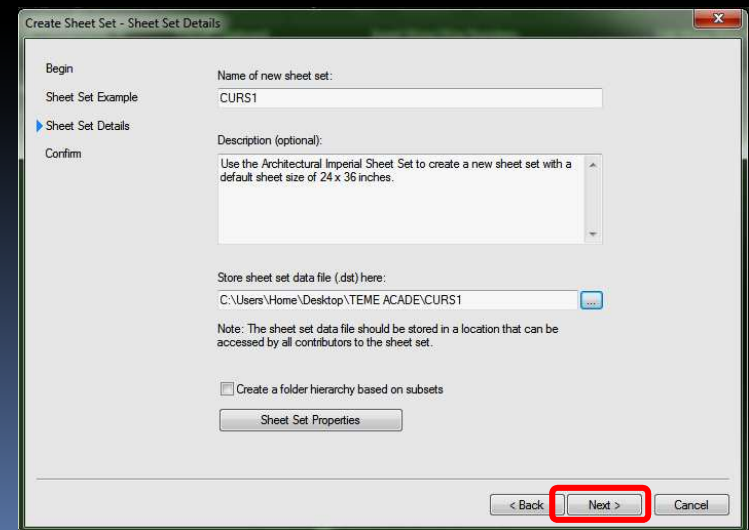 Create Sheet Set - Sheet Set Details
Begin
Sheet Set Example
Sheet Set Details
Confirm
Name of new sheet set:
CURS1
Description (optional):
Use the Architectural Imperial Sheet Set to create a new sheet set with a
default sheet size of 24 x 36 inches.
Store sheet set data file (.dst) here:
C:\Users\Home\Desktop\TEME ACADE\CURS1
...
Note: The sheet set data file should be stored in a location that can be
accessed by all contributors to the sheet set.
Create a folder hierarchy based on subsets
Sheet Set Properties
< Back Next > Cancel